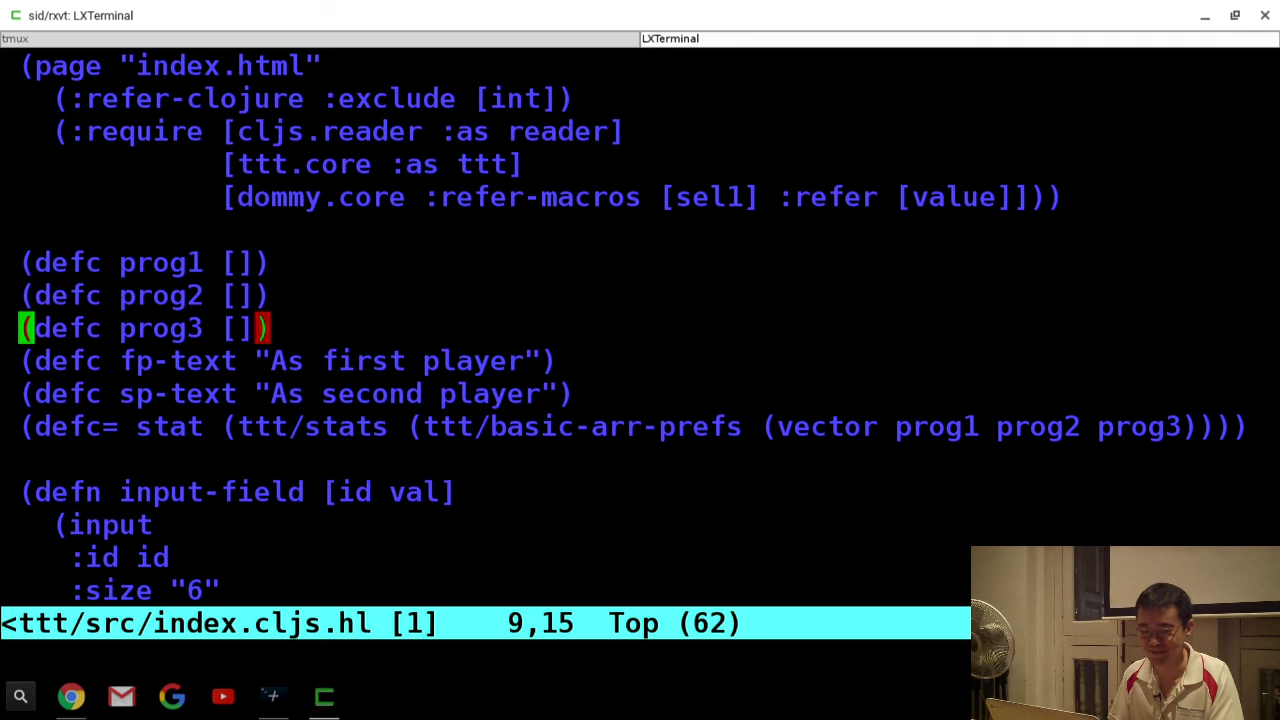 sid/rxvt: LXTerminal
tmux
LXTerminal
(page "index.html"
(:refer-clojure :exclude [int])
(:require [cljs.reader :as reader]
[ttt.core :as ttt]
[dommy.core :refer-macros [sel1] :refer [value]]))
(defc prog1 [])
(defc prog2 [])
(defc prog3 [])
(defc fp-text "As first player")
(defc sp-text "As second player")
(defc= stat (ttt/stats (ttt/basic-arr-prefs (vector prog1 prog2 prog3))))
(defn input-field [id val]
(input
:id id
:size "6"
<ttt/src/index.cljs.hl [1] 9,15 Top (62)